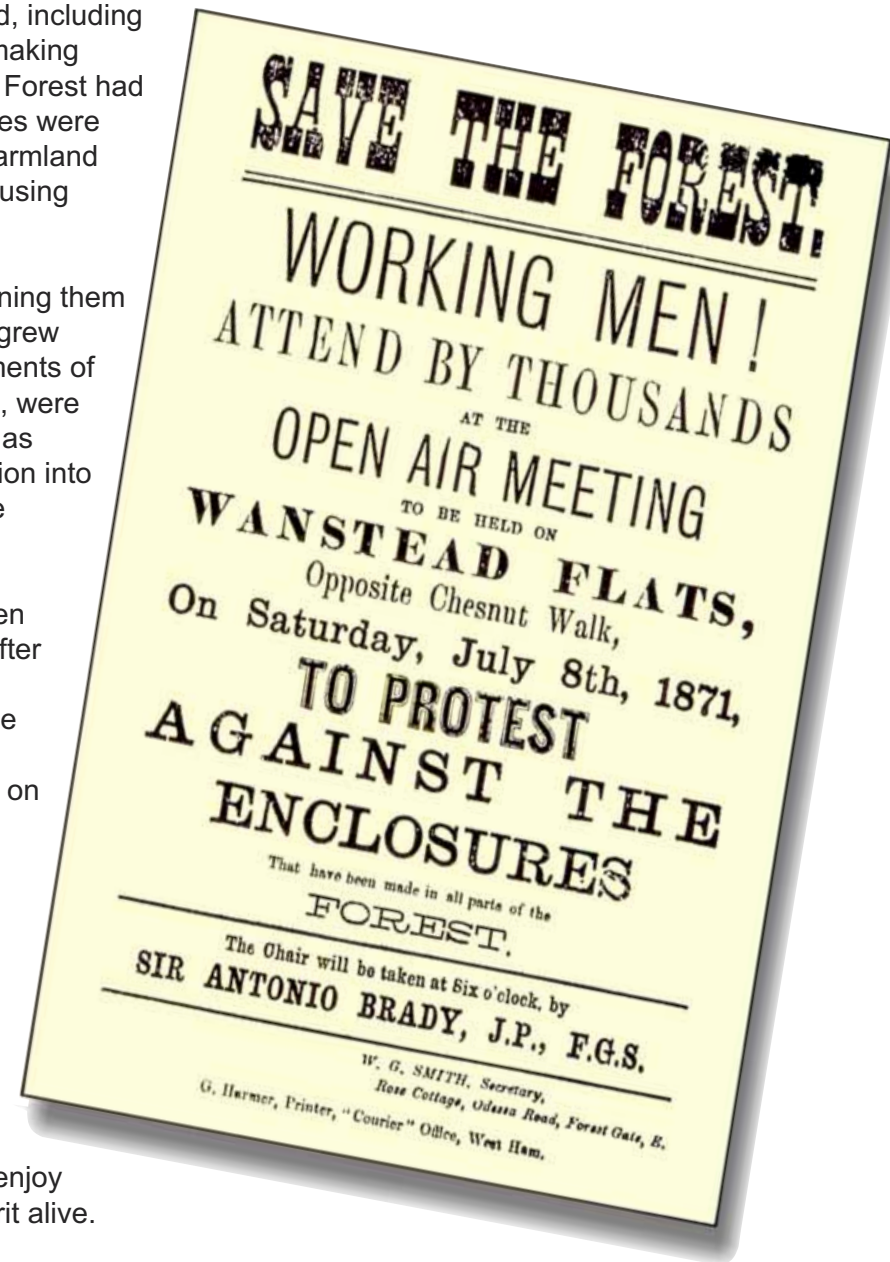 d, including
naking
Forest had
es were
armland
using
ning them
grew
nents of
, were
as
ion into
e
en
fter
e
on
enjoy
rit alive.
SAVE THE FOREST.
WORKING MEN!
ATTEND BY THOUSANDS
AT THE
OPEN AIR MEETING
TO BE HELD ON
WANSTEAD FLATS,
Opposite Chesnut Walk,
On Saturday, July 8th, 1871,
TO PROTEST
AGAINST THE
ENCLOSURES
That have been made in all parts of the
FOREST.
The Chair will be taken at Six o'clock, by
SIR ANTONIO BRADY, J.P., F.G.S.
W. G. SMITH, Secretary,
Rose Cottage, Odessa Road, Forest Gate, E.
G. Harmer, Printer, "Courier" Office, West Ham.